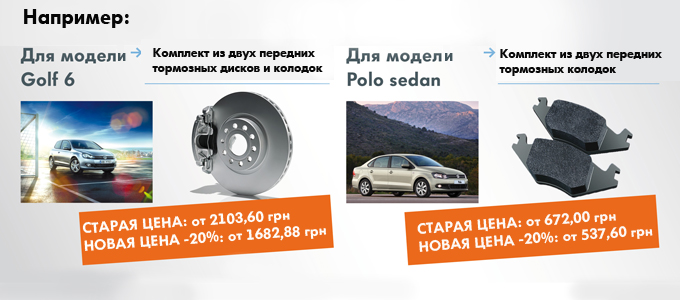 Например:
Для модели
Golf 6
Комплект из двух передних
тормозных дисков и колодок
СТАРАЯ ЦЕНА: от 2103,60 грн
НОВАЯ ЦЕНА -20%: от 1682,88 грн
Для модели
Polo sedan
Комплект из двух передних
тормозных колодок
СТАРАЯ ЦЕНА: от 672,00 грн
НОВАЯ ЦЕНА -20%: от 537,60 грн